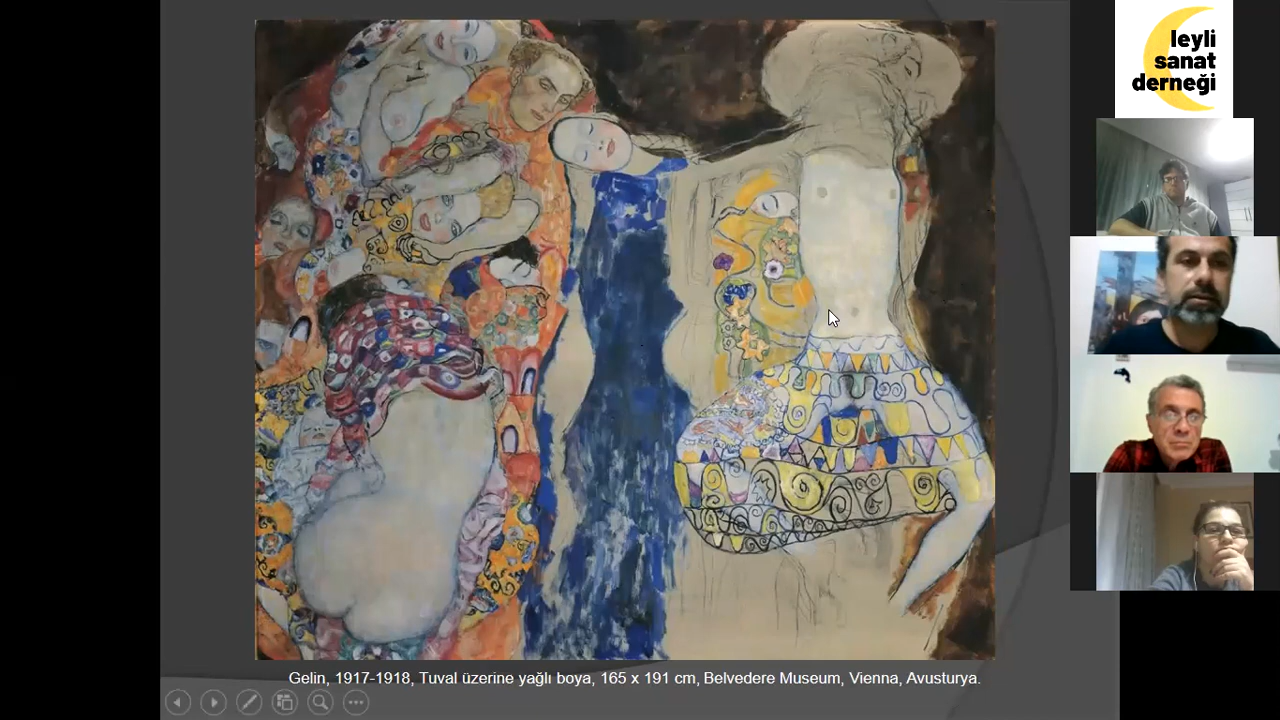 leyli
sanat
derneği
Gelin, 1917-1918, Tuval üzerine yağlı boya, 165 x 191 cm, Belvedere Museum, Vienna, Avusturya.